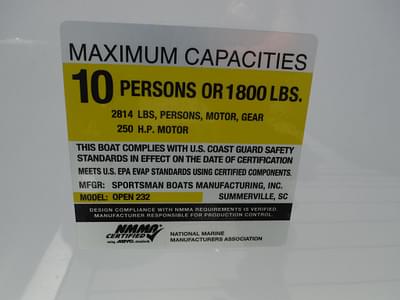 MAXIMUM CAPACITIES
10 PERSONS OR 1800 LBS.
2814 LBS, PERSONS, MOTOR, GEAR
250 H.P. MOTOR
THIS BOAT COMPLIES WITH U.S. COAST GUARD SAFETY
STANDARDS IN EFFECT ON THE DATE OF CERTIFICATION
MEETS U.S. EPA EVAP STANDARDS USING CERTIFIED COMPONENTS.
MFGR: SPORTSMAN BOATS MANUFACTURING, INC.
MODEL: OPEN 232 SUMMERVILLE, SC
DESIGN COMPLIANCE WITH NMMA REQUIREMENTS IS VERIFIED.
MANUFACTURER RESPONSIBLE FOR PRODUCTION CONTROL.
NMMA
CERTIFIED
NATIONAL MARINE
MANUFACTURERS ASSOCIATION